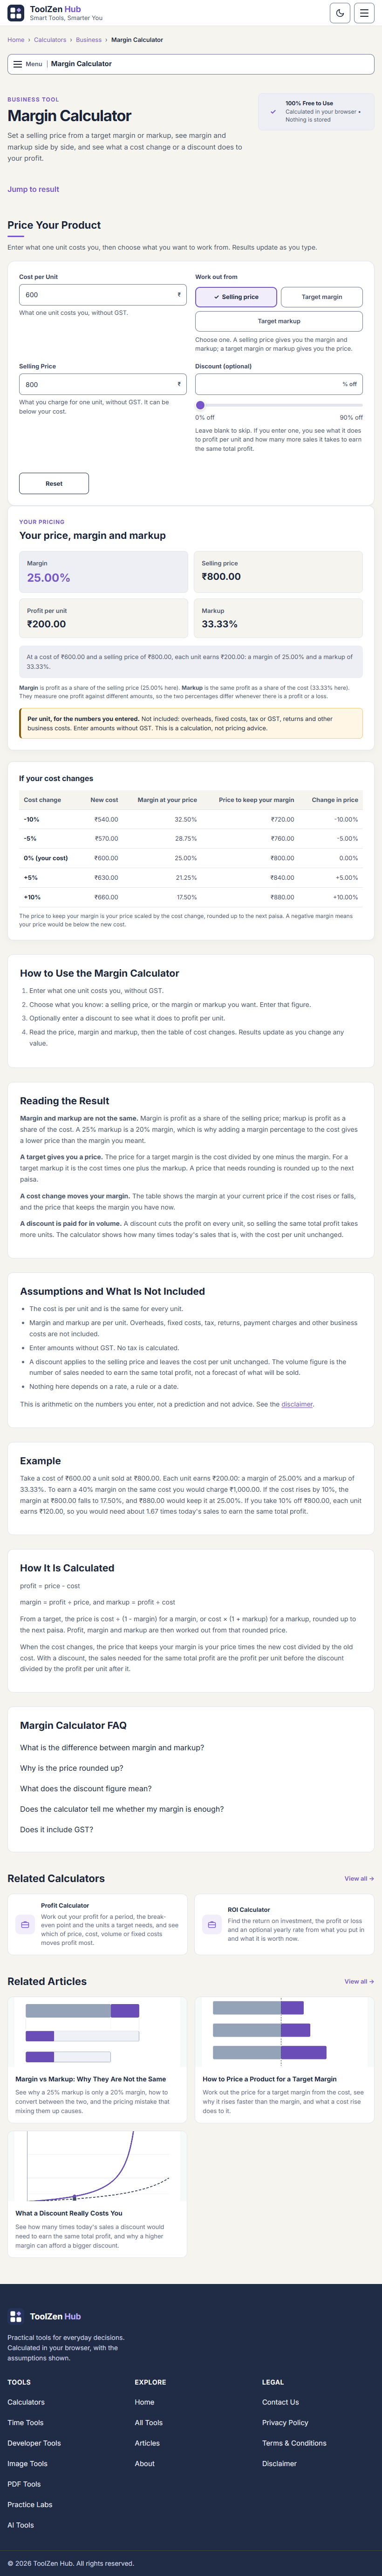 ToolZen Hub
Smart Tools, Smarter You
Home › Calculators › Business › Margin Calculator
Menu | Margin Calculator
BUSINESS TOOL
Margin Calculator
Set a selling price from a target margin or markup, see margin and
markup side by side, and see what a cost change or a discount does to
your profit.
✓ 100% Free to Use
Calculated in your browser •
Nothing is stored
Jump to result
Price Your Product
Enter what one unit costs you, then choose what you want to work from. Results update as you type.
Cost per Unit
600 ₹
What one unit costs you, without GST.
Work out from
✓ Selling price
Target margin
Target markup
Choose one. A selling price gives you the margin and
markup; a target margin or markup gives you the price.
Selling Price
800 ₹
What you charge for one unit, without GST. It can be
below your cost.
Discount (optional)
% off
0% off 90% off
Leave blank to skip. If you enter one, you see what it does
to profit per unit and how many more sales it takes to earn
the same total profit.
Reset
YOUR PRICING
Your price, margin and markup
Margin
25.00%
Selling price
₹800.00
Profit per unit
₹200.00
Markup
33.33%
At a cost of ₹600.00 and a selling price of ₹800.00, each unit earns ₹200.00: a margin of 25.00% and a markup of
33.33%.
Margin is profit as a share of the selling price (25.00% here). Markup is the same profit as a share of the cost (33.33% here).
They measure one profit against different amounts, so the two percentages differ whenever there is a profit or a loss.
Per unit, for the numbers you entered. Not included: overheads, fixed costs, tax or GST, returns and other
business costs. Enter amounts without GST. This is a calculation, not pricing advice.
If your cost changes
Cost change New cost Margin at your price Price to keep your margin Change in price
-10% ₹540.00 32.50% ₹720.00 -10.00%
-5% ₹570.00 28.75% ₹760.00 -5.00%
0% (your cost) ₹600.00 25.00% ₹800.00 0.00%
+5% ₹630.00 21.25% ₹840.00 +5.00%
+10% ₹660.00 17.50% ₹880.00 +10.00%
The price to keep your margin is your price scaled by the cost change, rounded up to the next paisa. A negative margin means
your price would be below the new cost.
How to Use the Margin Calculator
1. Enter what one unit costs you, without GST.
2. Choose what you know: a selling price, or the margin or markup you want. Enter that figure.
3. Optionally enter a discount to see what it does to profit per unit.
4. Read the price, margin and markup, then the table of cost changes. Results update as you change any
value.
Reading the Result
Margin and markup are not the same. Margin is profit as a share of the selling price; markup is profit as a
share of the cost. A 25% markup is a 20% margin, which is why adding a margin percentage to the cost gives
a lower price than the margin you meant.
A target gives you a price. The price for a target margin is the cost divided by one minus the margin. For a
target markup it is the cost times one plus the markup. A price that needs rounding is rounded up to the next
paisa.
A cost change moves your margin. The table shows the margin at your current price if the cost rises or falls,
and the price that keeps the margin you have now.
A discount is paid for in volume. A discount cuts the profit on every unit, so selling the same total profit takes
more units. The calculator shows how many times today's sales that is, with the cost per unit unchanged.
Assumptions and What Is Not Included
• The cost is per unit and is the same for every unit.
• Margin and markup are per unit. Overheads, fixed costs, tax, returns, payment charges and other business
costs are not included.
• Enter amounts without GST. No tax is calculated.
• A discount applies to the selling price and leaves the cost per unit unchanged. The volume figure is the
number of sales needed to earn the same total profit, not a forecast of what will be sold.
• Nothing here depends on a rate, a rule or a date.
This is arithmetic on the numbers you enter, not a prediction and not advice. See the disclaimer.
Example
Take a cost of ₹600.00 a unit sold at ₹800.00. Each unit earns ₹200.00: a margin of 25.00% and a markup of
33.33%. To earn a 40% margin on the same cost you would charge ₹1,000.00. If the cost rises by 10%, the
margin at ₹800.00 falls to 17.50%, and ₹880.00 would keep it at 25.00%. If you take 10% off ₹800.00, each unit
earns ₹120.00, so you would need about 1.67 times today's sales to earn the same total profit.
How It Is Calculated
profit = price - cost
margin = profit ÷ price, and markup = profit ÷ cost
From a target, the price is cost ÷ (1 - margin) for a margin, or cost × (1 + markup) for a markup, rounded up to
the next paisa. Profit, margin and markup are then worked out from that rounded price.
When the cost changes, the price that keeps your margin is your price times the new cost divided by the old
cost. With a discount, the sales needed for the same total profit are the profit per unit before the discount
divided by the profit per unit after it.
Margin Calculator FAQ
What is the difference between margin and markup?
Why is the price rounded up?
What does the discount figure mean?
Does the calculator tell me whether my margin is enough?
Does it include GST?
Related Calculators
View all →
Profit Calculator
Work out your profit for a period, the break-
even point and the units a target needs, and see
which of price, cost, volume or fixed costs
moves profit most.
ROI Calculator
Find the return on investment, the profit or loss
and an optional yearly rate from what you put in
and what it is worth now.
Related Articles
View all →
Margin vs Markup: Why They Are Not the Same
See why a 25% markup is only a 20% margin, how to
convert between the two, and the pricing mistake that
mixing them up causes.
How to Price a Product for a Target Margin
Work out the price for a target margin from the cost, see
why it rises faster than the margin, and what a cost rise
does to it.
What a Discount Really Costs You
See how many times today's sales a discount would
need to earn the same total profit, and why a higher
margin can afford a bigger discount.
ToolZen Hub
Practical tools for everyday decisions.
Calculated in your browser, with the
assumptions shown.
TOOLS
Calculators
Time Tools
Developer Tools
Image Tools
PDF Tools
Practice Labs
AI Tools
EXPLORE
Home
All Tools
Articles
About
LEGAL
Contact Us
Privacy Policy
Terms & Conditions
Disclaimer
© 2026 ToolZen Hub. All rights reserved.